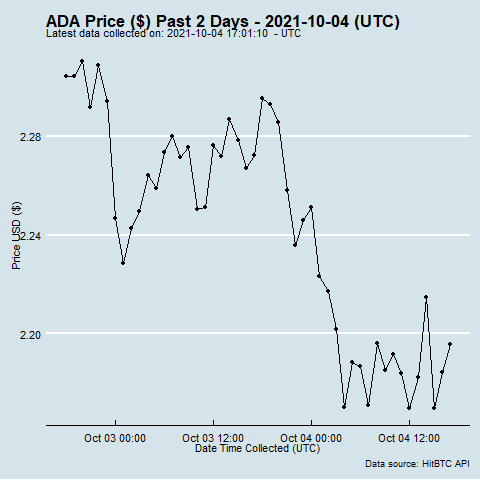 ADA Price ($) Past 2 Days - 2021-10-04 (UTC)
Latest data collected on: 2021-10-04 17:01:10  - UTC
2.28
2.24
2.20
Price USD ($)
Oct 03 00:00
Oct 03 12:00
Oct 04 00:00
Oct 04 12:00
Date Time Collected (UTC)
Data source: HitBTC API